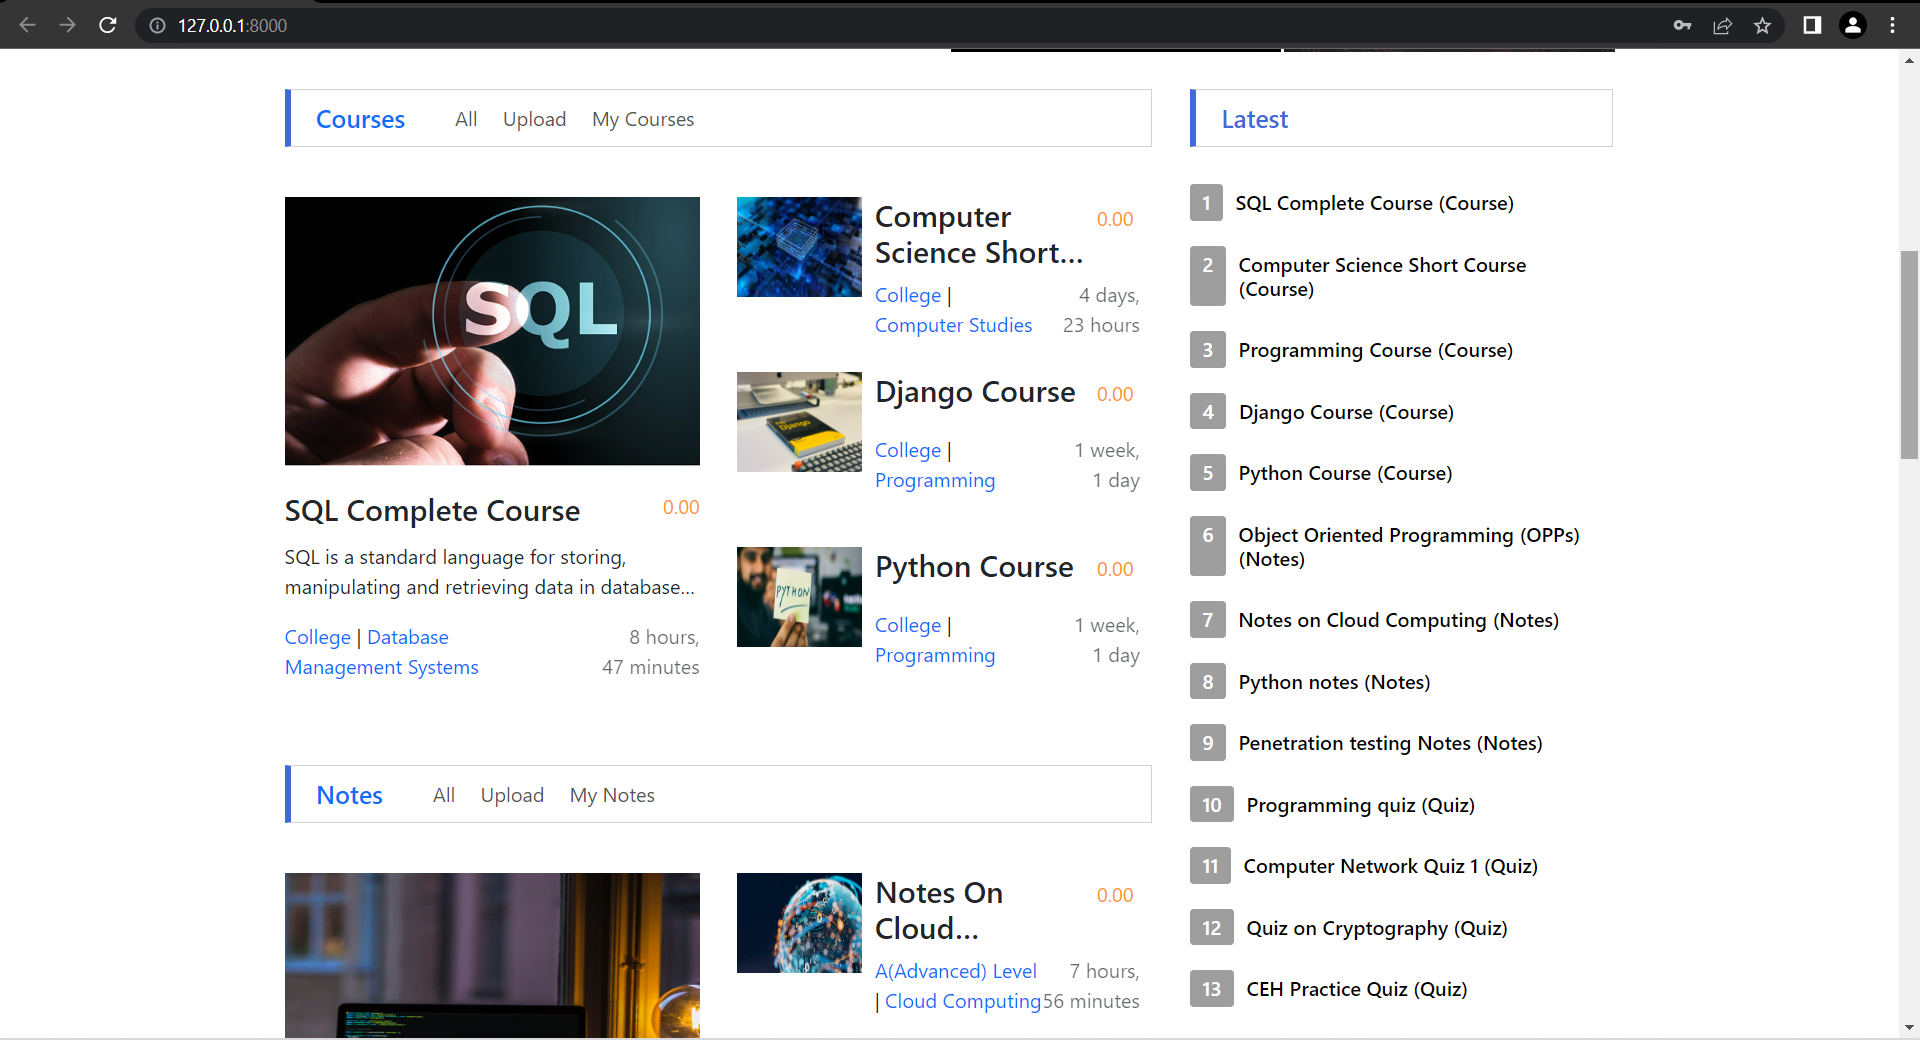 127.0.0.1:8000
Courses All Upload My Courses
SQL
SQL Complete Course 0.00
SQL is a standard language for storing,
manipulating and retrieving data in database...
College | Database 8 hours,
Management Systems 47 minutes
Computer 0.00
Science Short...
College | 4 days,
Computer Studies 23 hours
Django
Django Course 0.00
College | 1 week,
Programming 1 day
PYTHON
Python Course 0.00
College | 1 week,
Programming 1 day
Notes All Upload My Notes
Notes On 0.00
Cloud...
A(Advanced) Level 7 hours,
| Cloud Computing 56 minutes
Latest
1 SQL Complete Course (Course)
2 Computer Science Short Course
(Course)
3 Programming Course (Course)
4 Django Course (Course)
5 Python Course (Course)
6 Object Oriented Programming (OPPs)
(Notes)
7 Notes on Cloud Computing (Notes)
8 Python notes (Notes)
9 Penetration testing Notes (Notes)
10 Programming quiz (Quiz)
11 Computer Network Quiz 1 (Quiz)
12 Quiz on Cryptography (Quiz)
13 CEH Practice Quiz (Quiz)